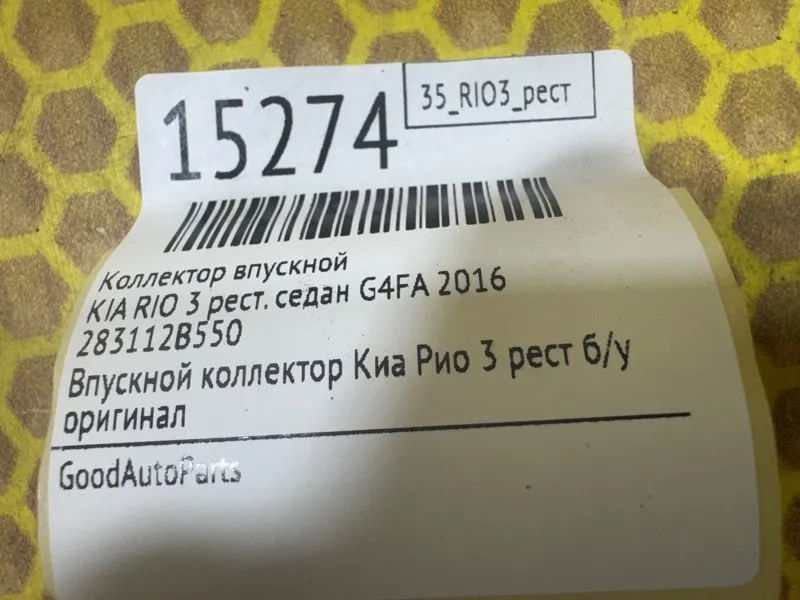 15274
35_RIO3_рест
Коллектор впускной
KIA RIO 3 рест. седан G4FA 2016
283112B550
Впускной коллектор Киа Рио 3 рест б/у
оригинал
GoodAutoParts